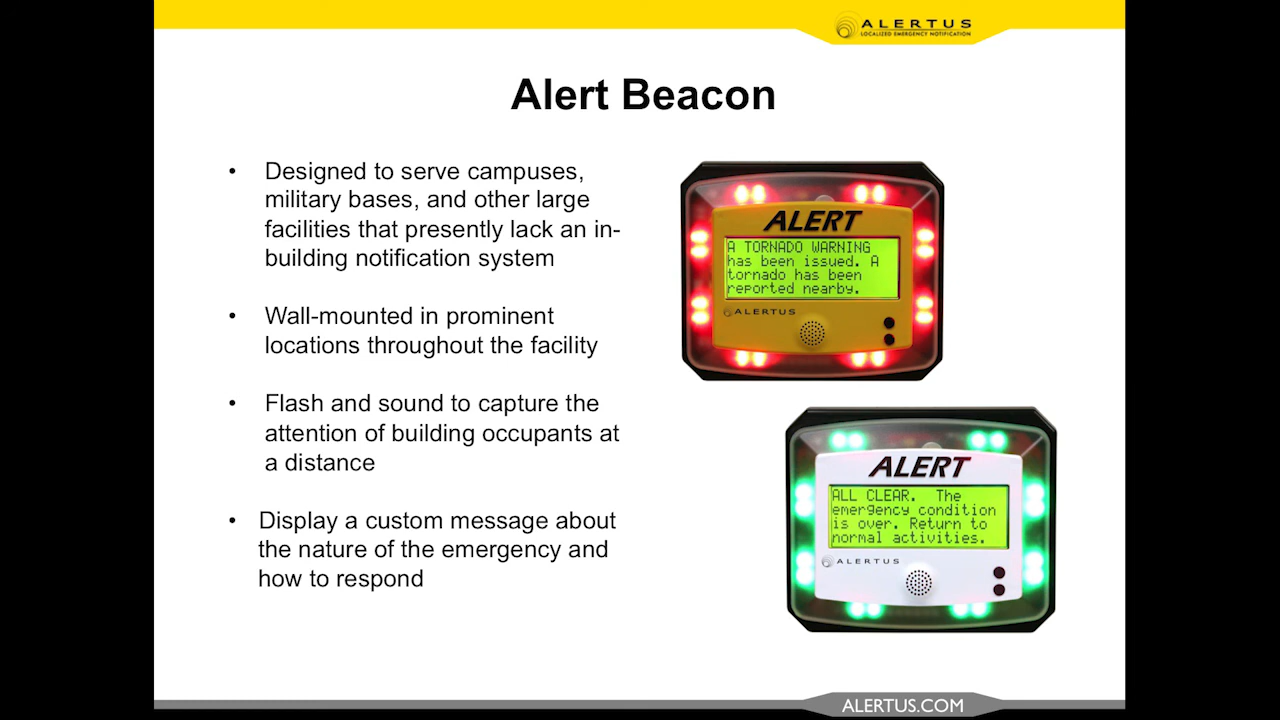 ALERTUS
LOCALIZED EMERGENCY NOTIFICATION
Alert Beacon
• Designed to serve campuses,
military bases, and other large
facilities that presently lack an in-
building notification system
• Wall-mounted in prominent
locations throughout the facility
• Flash and sound to capture the
attention of building occupants at
a distance
• Display a custom message about
the nature of the emergency and
how to respond
ALERT
A TORNADO WARNING
has been issued. A
tornado has been
reported nearby.
ALERTUS
ALERT
ALL CLEAR. The
emergency condition
is over. Return to
normal activities.
ALERTUS
ALERTUS.COM